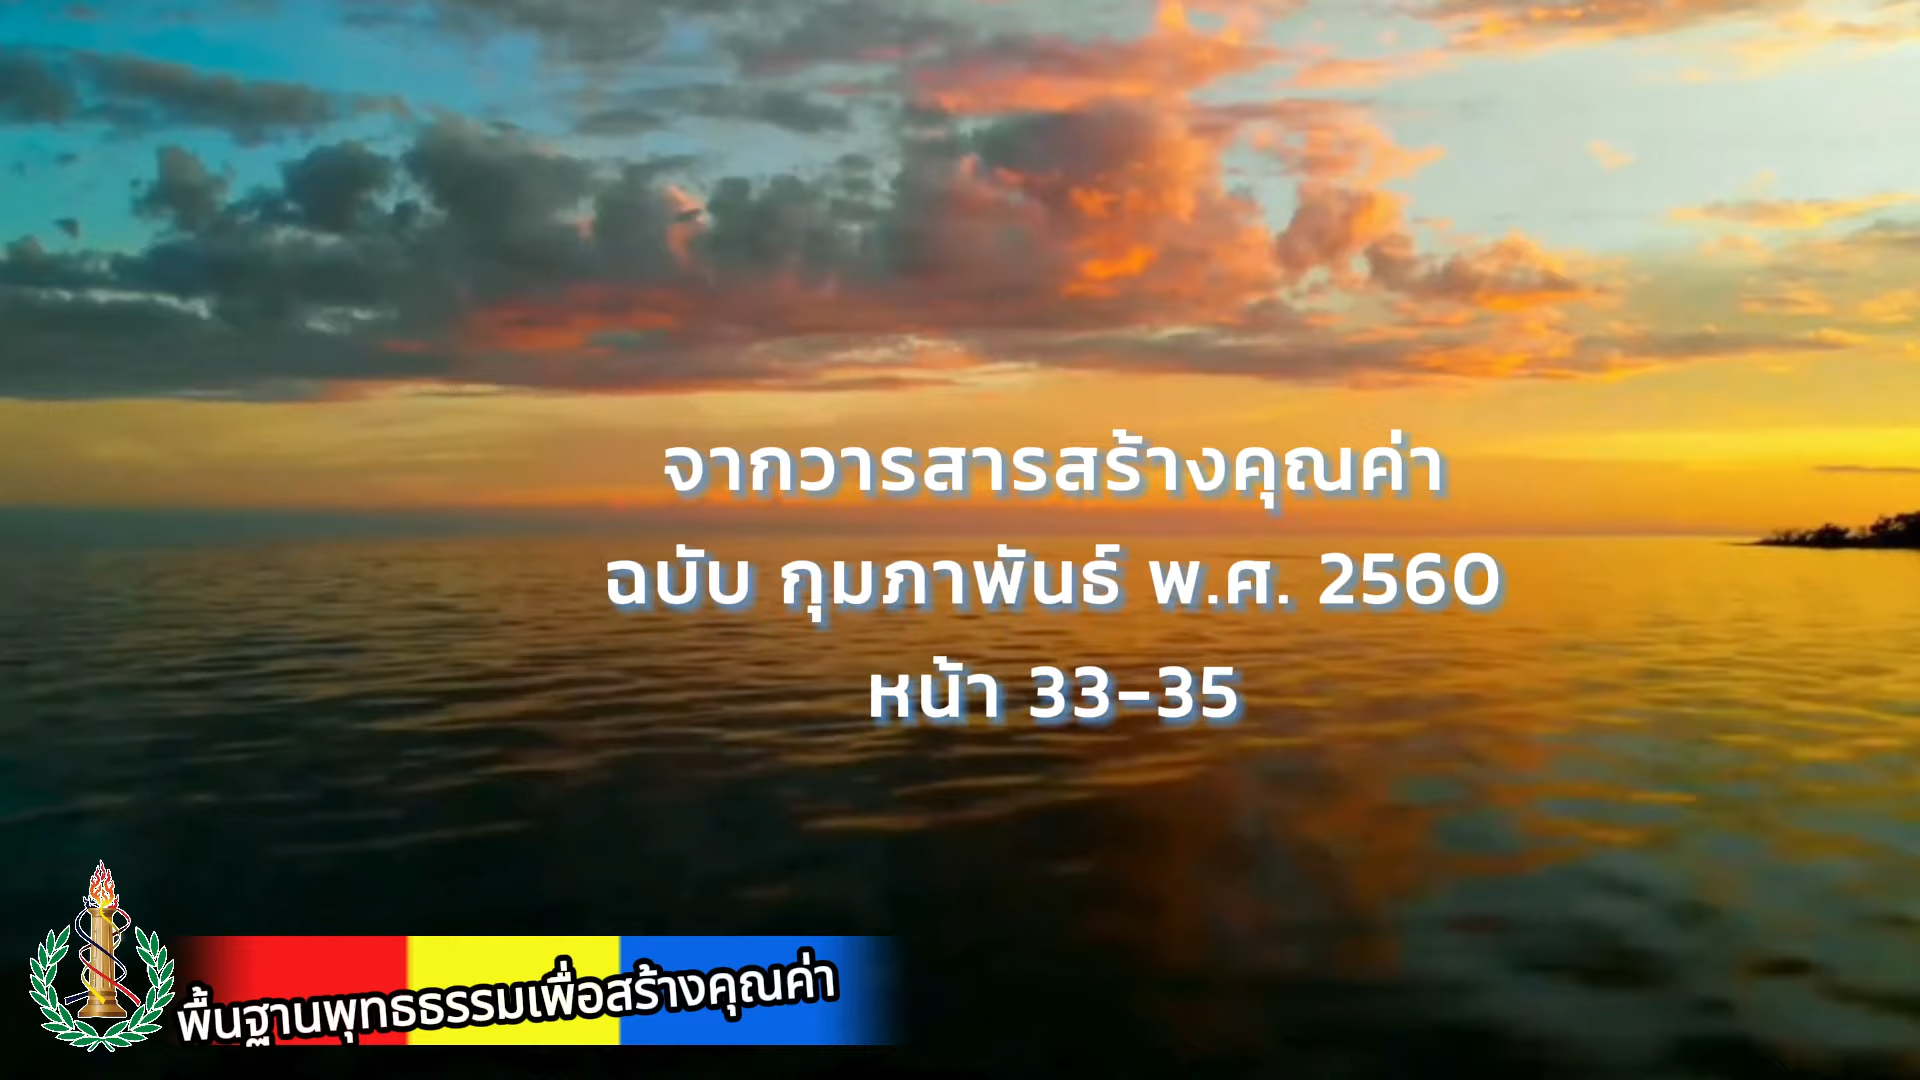 จากวารสารสร้างคุณค่า
ฉบับ กุมภาพันธ์ พ.ศ. 2560
หน้า 33-35
พื้นฐานพุทธธรรมเพื่อสร้างคุณค่า